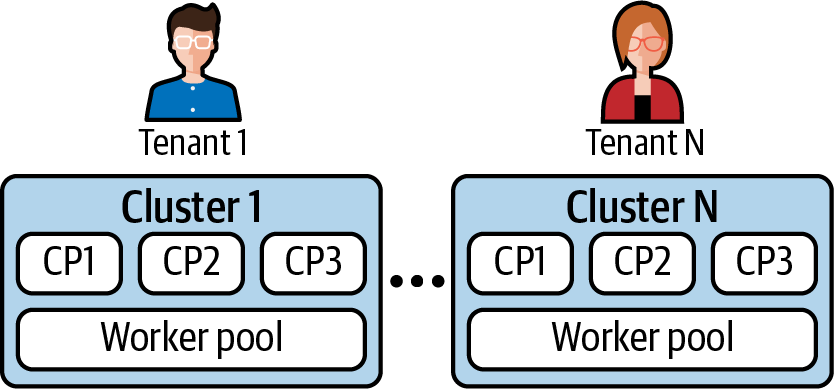 Tenant 1
Tenant N
Cluster 1
Cluster N
CP1 CP2 CP3
•••
CP1 CP2 CP3
Worker pool
Worker pool